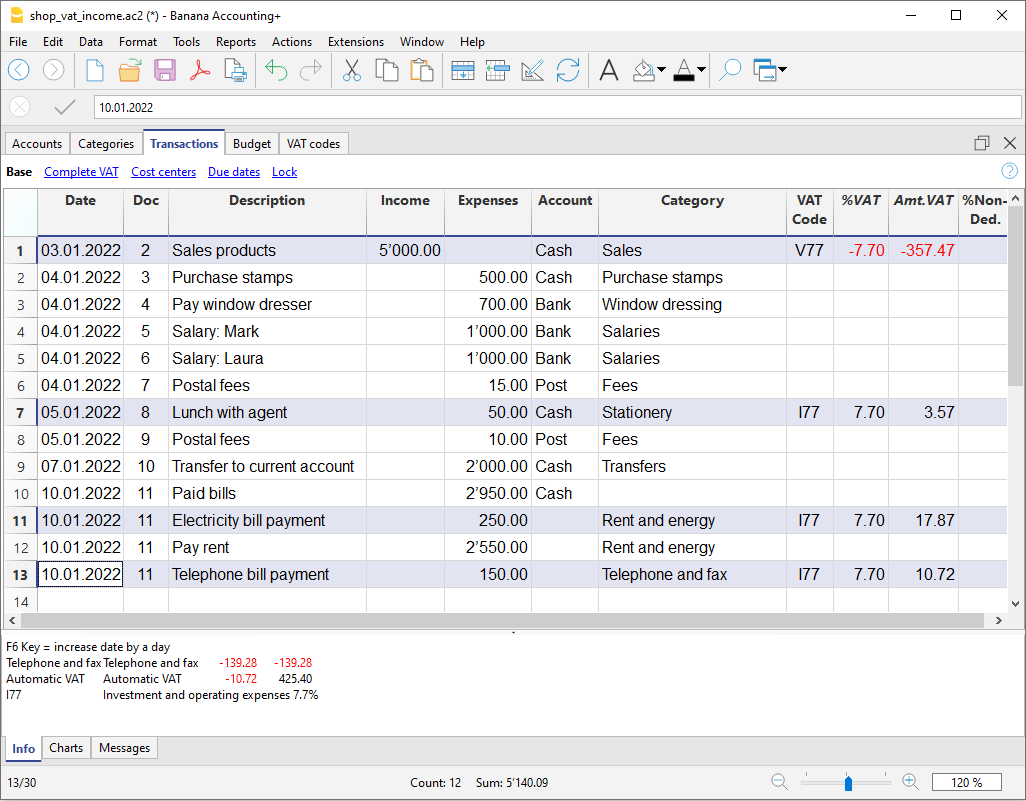 shop_vat_income.ac2 (*) - Banana Accounting+
File Edit Data Format Tools Reports Actions Extensions Window Help
10.01.2022
Accounts Categories Transactions Budget VAT codes
Base Complete VAT Cost centers Due dates Lock
Date Doc Description Income Expenses Account Category VAT Code %VAT Amt.VAT %Non-Ded.
1 03.01.2022 2 Sales products 5’000.00 Cash Sales V77 -7.70 -357.47
2 04.01.2022 3 Purchase stamps 500.00 Cash Purchase stamps
3 04.01.2022 4 Pay window dresser 700.00 Bank Window dressing
4 04.01.2022 5 Salary: Mark 1’000.00 Bank Salaries
5 04.01.2022 6 Salary: Laura 1’000.00 Bank Salaries
6 04.01.2022 7 Postal fees 15.00 Post Fees
7 05.01.2022 8 Lunch with agent 50.00 Cash Stationery I77 7.70 3.57
8 05.01.2022 9 Postal fees 10.00 Post Fees
9 07.01.2022 10 Transfer to current account 2’000.00 Cash Transfers
10 10.01.2022 11 Paid bills 2’950.00 Cash
11 10.01.2022 11 Electricity bill payment 250.00 Rent and energy I77 7.70 17.87
12 10.01.2022 11 Pay rent 2’550.00 Rent and energy
13 10.01.2022 11 Telephone bill payment 150.00 Telephone and fax I77 7.70 10.72
14
F6 Key = increase date by a day
Telephone and fax Telephone and fax -139.28 -139.28
Automatic VAT Automatic VAT -10.72 425.40
I77 Investment and operating expenses 7.7%
Info Charts Messages
13/30 Count: 12 Sum: 5’140.09 120 %